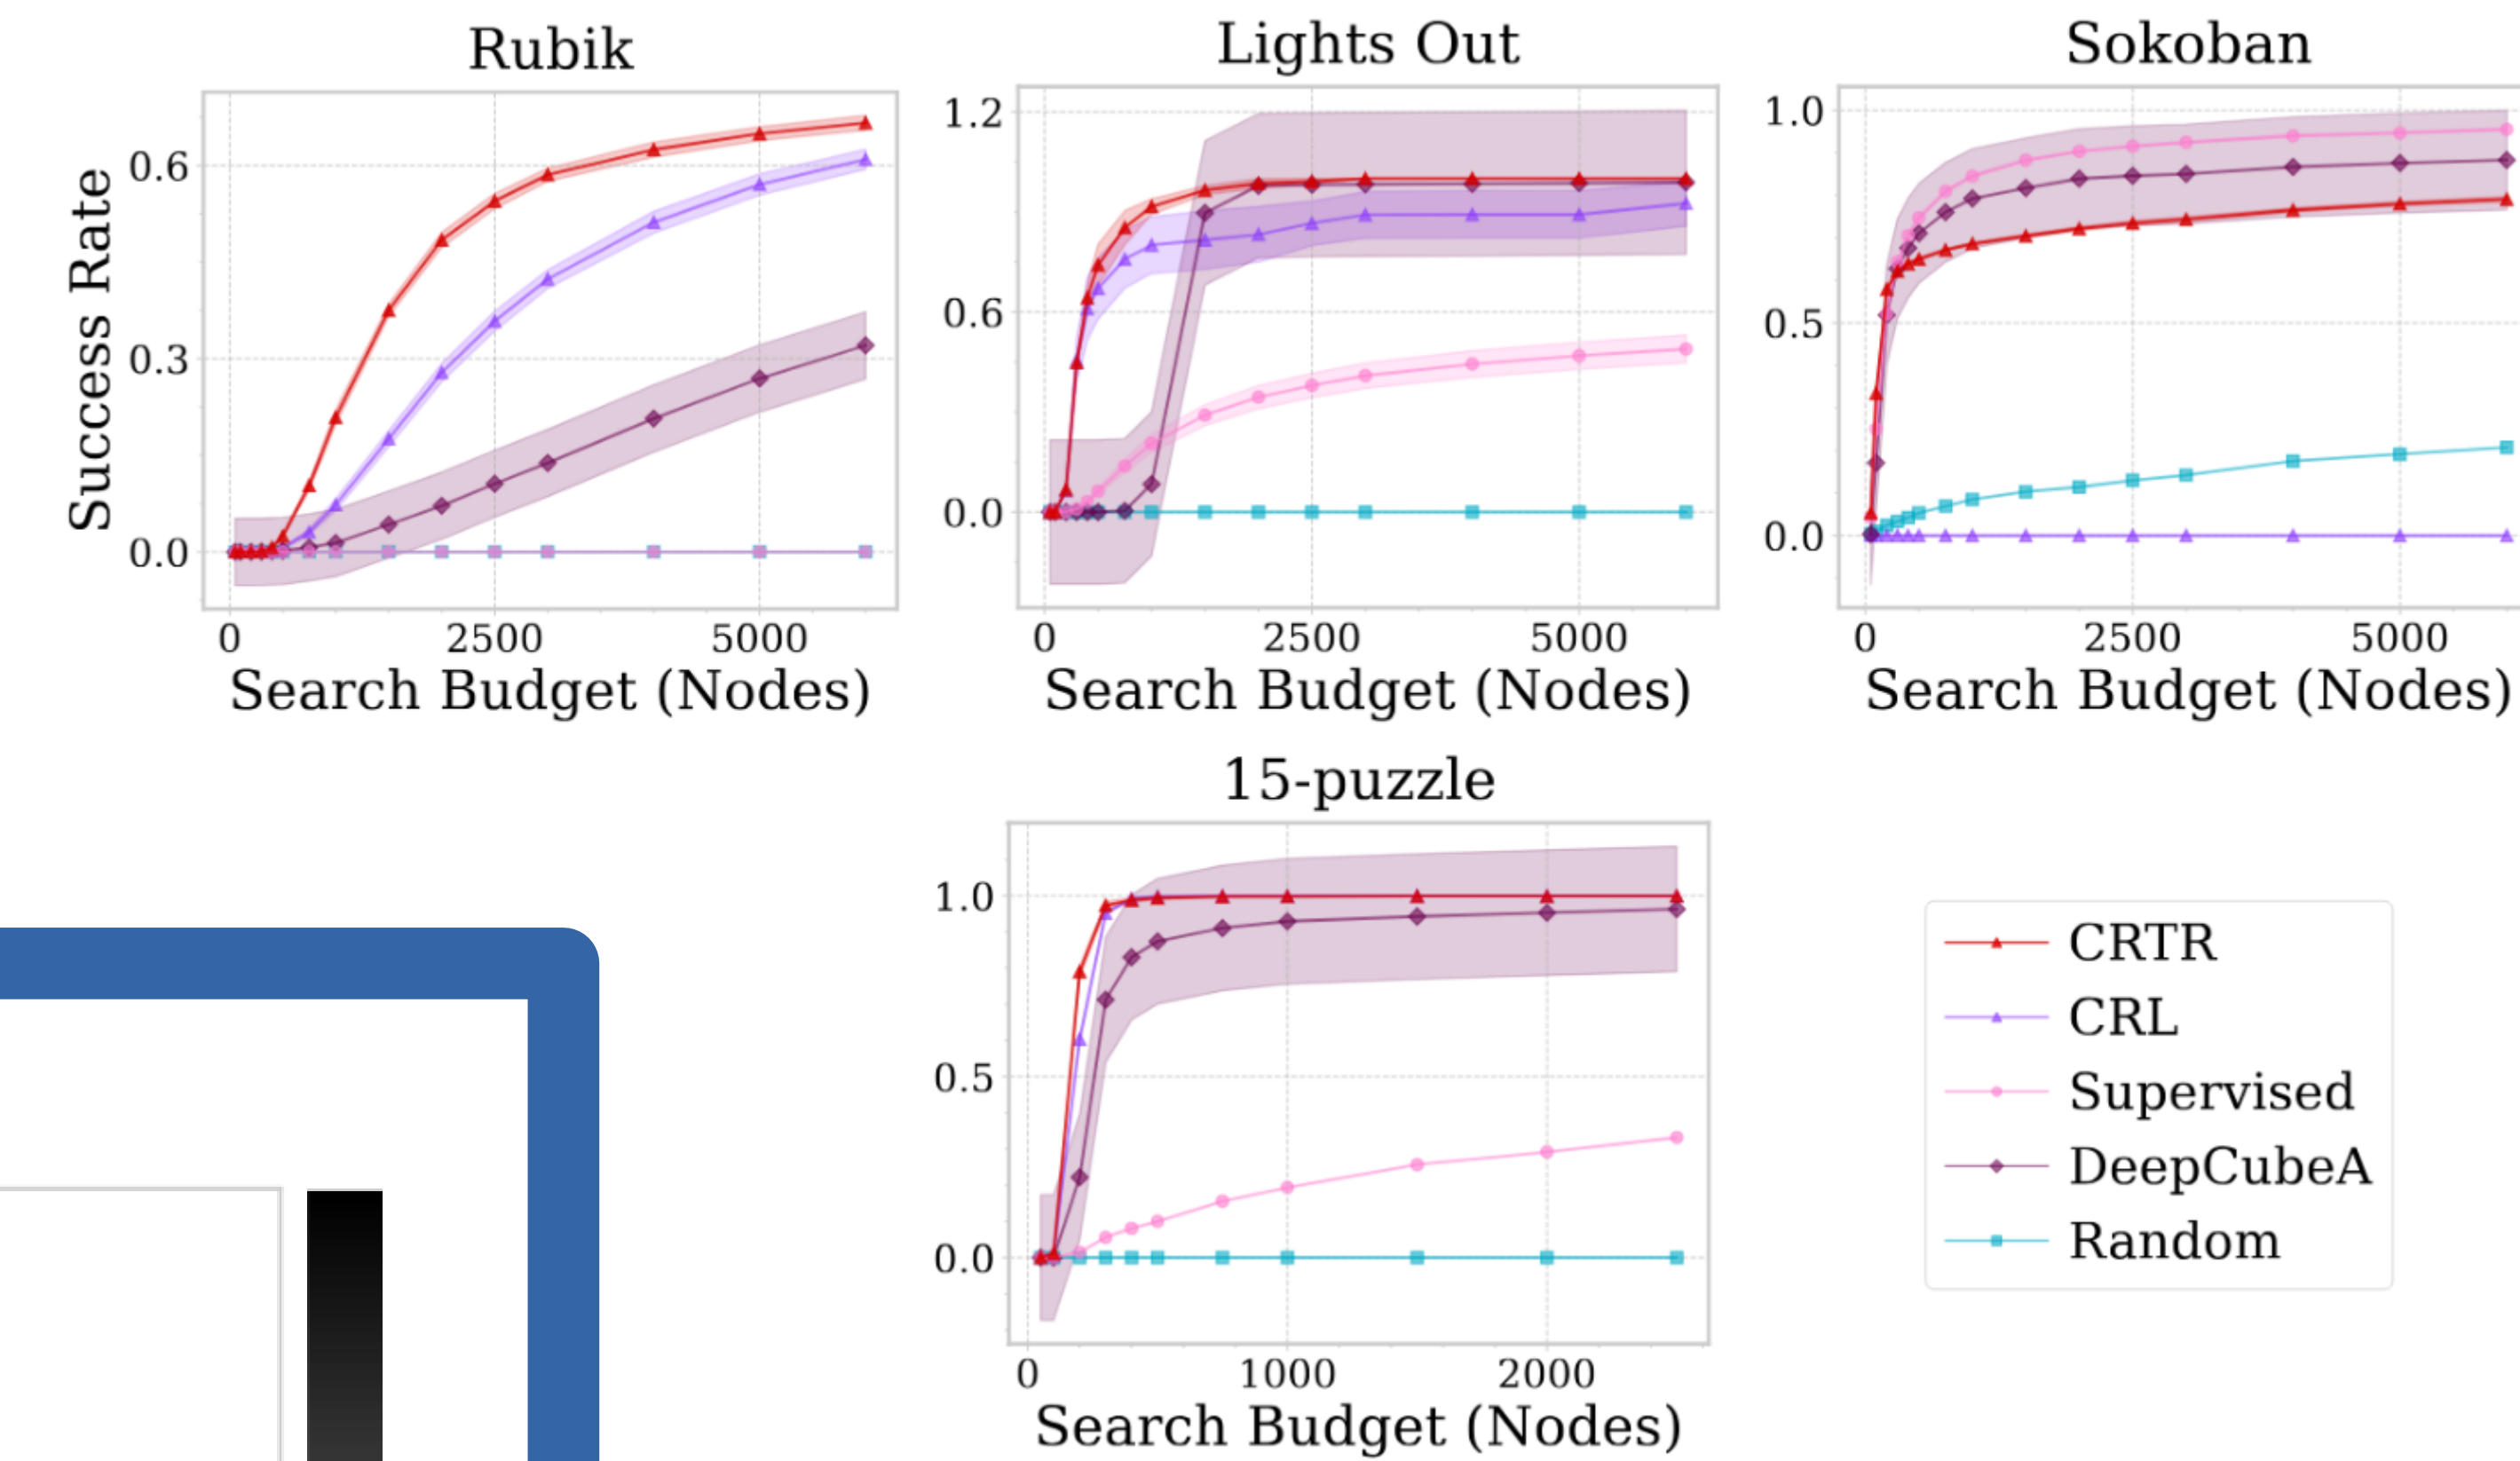 Rubik
Success Rate
0.6
0.3
0.0
0 2500 5000
Search Budget (Nodes)
Lights Out
1.2
0.6
0.0
0 2500 5000
Search Budget (Nodes)
Sokoban
1.0
0.5
0.0
0 2500 5000
Search Budget (Nodes)
15-puzzle
1.0
0.5
0.0
0 1000 2000
Search Budget (Nodes)
CRTR
CRL
Supervised
DeepCubeA
Random